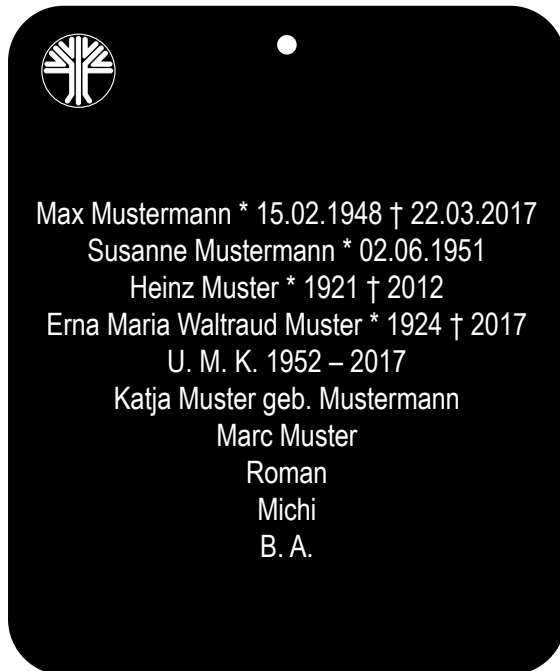 Max Mustermann * 15.02.1948 † 22.03.2017
Susanne Mustermann * 02.06.1951
Heinz Muster * 1921 † 2012
Erna Maria Waltraud Muster * 1924 † 2017
U. M. K. 1952 – 2017
Katja Muster geb. Mustermann
Marc Muster
Roman
Michi
B. A.